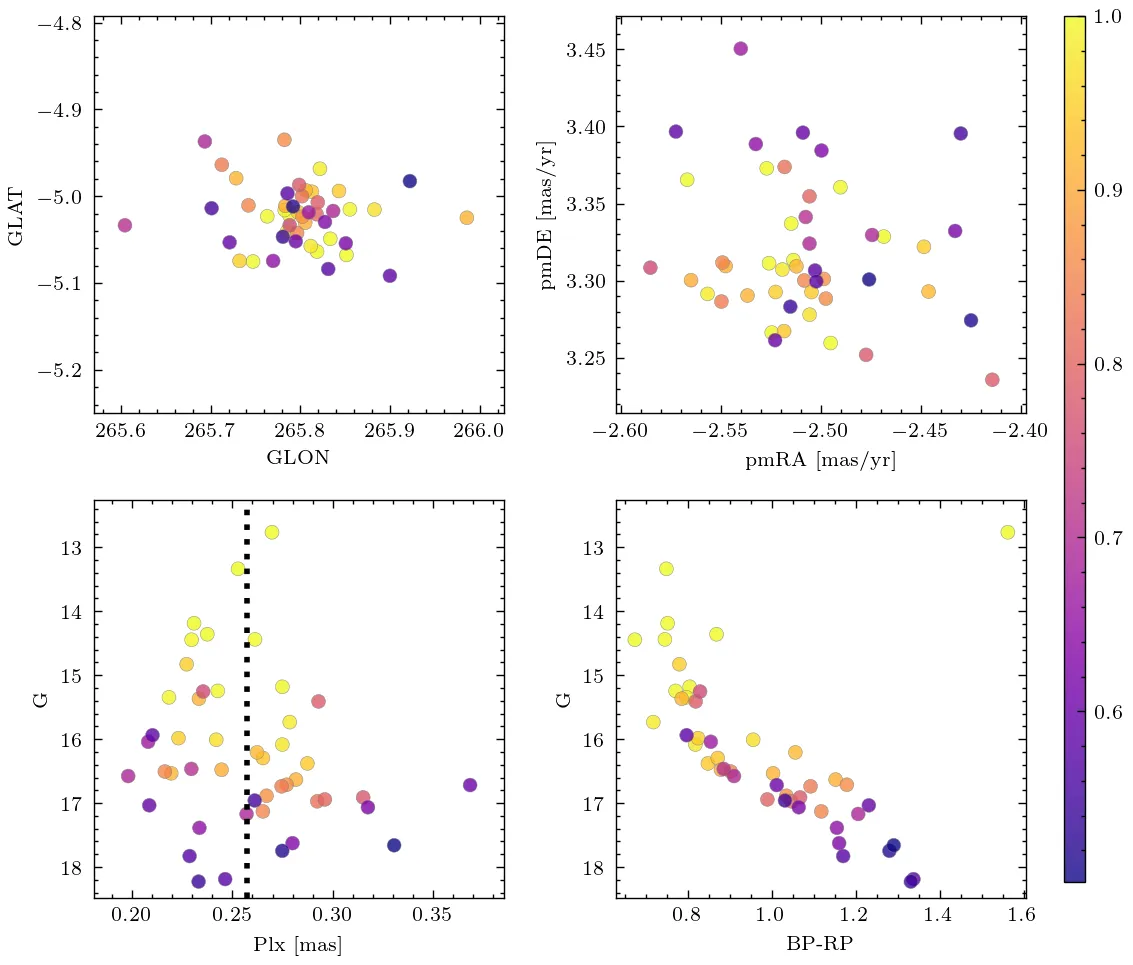 −4.8
−4.9
−5.0
−5.1
−5.2
GLAT
265.6 265.7 265.8 265.9 266.0
GLON
3.45
3.40
3.35
3.30
3.25
pmDE [mas/yr]
−2.60 −2.55 −2.50 −2.45 −2.40
pmRA [mas/yr]
1.0
0.9
0.8
0.7
0.6
13
14
15
16
17
18
G
0.20 0.25 0.30 0.35
Plx [mas]
13
14
15
16
17
18
G
0.8 1.0 1.2 1.4 1.6
BP-RP